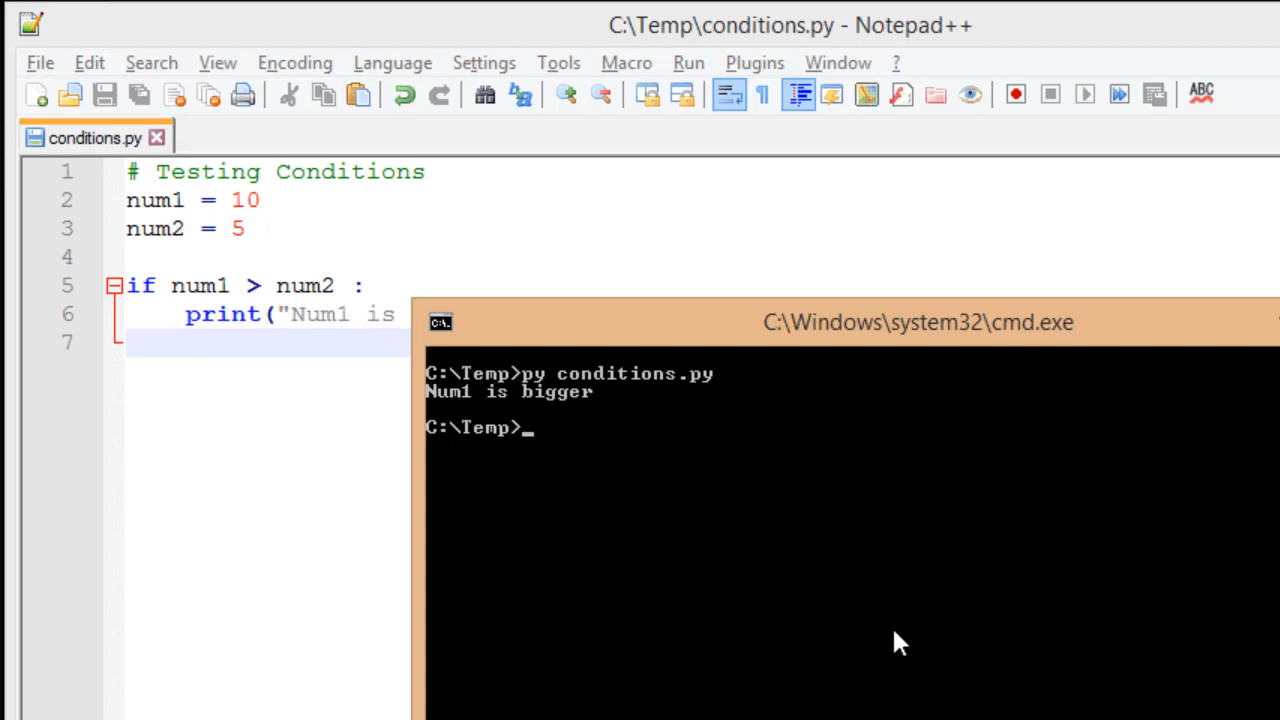 C:\Temp\conditions.py - Notepad++
File Edit Search View Encoding Language Settings Tools Macro Run Plugins Window ?
ABC
conditions.py
1 # Testing Conditions
2 num1 = 10
3 num2 = 5
4
5 if num1 > num2 :
6 print("Num1 is
7
C:\Windows\system32\cmd.exe
C:\Temp>py conditions.py
Num1 is bigger
C:\Temp>_